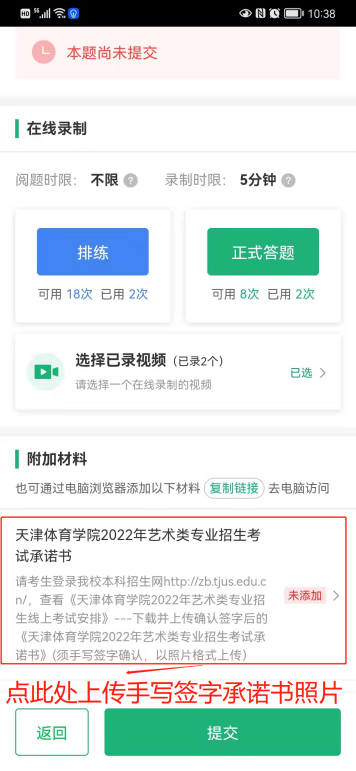 HD 5G 10:38
本题尚未提交
在线录制
阅题时限： 不限 ? 录制时限： 5分钟 ?
排练 正式答题
可用 18次 已用 2次 可用 8次 已用 2次
选择已录视频（已录2个）
请选择一个在线录制的视频
已选
附加材料
也可通过电脑浏览器添加以下材料 复制链接 去电脑访问
天津体育学院2022年艺术类专业招生考
试承诺书
请考生登录我校本科招生网http://zb.tjus.edu.c
n/，查看《天津体育学院2022年艺术类专业招
生线上考试安排》---下载并上传确认签字后的
《天津体育学院2022年艺术类专业招生考试承
诺书》(须手写签字确认，以照片格式上传)
未添加
点此处上传手写签字承诺书照片
返回 提交